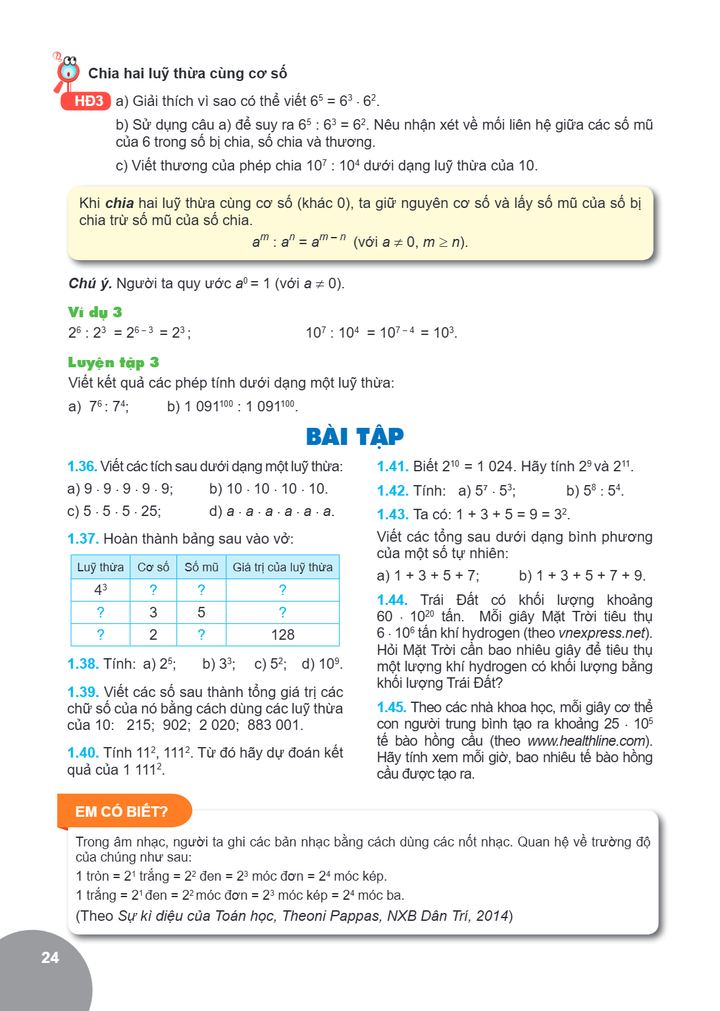 Chia hai luỹ thừa cùng cơ số
HĐ3 a) Giải thích vì sao có thể viết 6⁵ = 6³ · 6².
b) Sử dụng câu a) để suy ra 6⁵ : 6³ = 6². Nêu nhận xét về mối liên hệ giữa các số mũ
của 6 trong số bị chia, số chia và thương.
c) Viết thương của phép chia 10⁷ : 10⁴ dưới dạng luỹ thừa của 10.
Khi chia hai luỹ thừa cùng cơ số (khác 0), ta giữ nguyên cơ số và lấy số mũ của số bị
chia trừ số mũ của số chia.
aᵐ : aⁿ = aᵐ⁻ⁿ (với a ≠ 0, m ≥ n).
Chú ý. Người ta quy ước a⁰ = 1 (với a ≠ 0).
Ví dụ 3
2⁶ : 2³ = 2⁶⁻³ = 2³ ; 10⁷ : 10⁴ = 10⁷⁻⁴ = 10³.
Luyện tập 3
Viết kết quả các phép tính dưới dạng một luỹ thừa:
a) 7⁶ : 7⁴; b) 1 091¹⁰⁰ : 1 091¹⁰⁰.
BÀI TẬP
1.36. Viết các tích sau dưới dạng một luỹ thừa:
a) 9 · 9 · 9 · 9 · 9; b) 10 · 10 · 10 · 10.
c) 5 · 5 · 5 · 25; d) a · a · a · a · a · a.
1.37. Hoàn thành bảng sau vào vở:
Luỹ thừa Cơ số Số mũ Giá trị của luỹ thừa
4³ ? ? ?
? 3 5 ?
? 2 ? 128
1.38. Tính: a) 2⁵; b) 3³; c) 5²; d) 10⁹.
1.39. Viết các số sau thành tổng giá trị các
chữ số của nó bằng cách dùng các luỹ thừa
của 10: 215; 902; 2 020; 883 001.
1.40. Tính 11², 111². Từ đó hãy dự đoán kết
quả của 1 111².
1.41. Biết 2¹⁰ = 1 024. Hãy tính 2⁹ và 2¹¹.
1.42. Tính: a) 5⁷ · 5³; b) 5⁸ : 5⁴.
1.43. Ta có: 1 + 3 + 5 = 9 = 3².
Viết các tổng sau dưới dạng bình phương
của một số tự nhiên:
a) 1 + 3 + 5 + 7; b) 1 + 3 + 5 + 7 + 9.
1.44. Trái Đất có khối lượng khoảng
60 · 10²⁰ tấn. Mỗi giây Mặt Trời tiêu thụ
6 · 10⁶ tấn khí hydrogen (theo vnexpress.net).
Hỏi Mặt Trời cần bao nhiêu giây để tiêu thụ
một lượng khí hydrogen có khối lượng bằng
khối lượng Trái Đất?
1.45. Theo các nhà khoa học, mỗi giây cơ thể
con người trung bình tạo ra khoảng 25 · 10⁵
tế bào hồng cầu (theo www.healthline.com).
Hãy tính xem mỗi giờ, bao nhiêu tế bào hồng
cầu được tạo ra.
EM CÓ BIẾT?
Trong âm nhạc, người ta ghi các bản nhạc bằng cách dùng các nốt nhạc. Quan hệ về trường độ
của chúng như sau:
1 tròn = 2¹ trắng = 2² đen = 2³ móc đơn = 2⁴ móc kép.
1 trắng = 2¹ đen = 2² móc đơn = 2³ móc kép = 2⁴ móc ba.
(Theo Sự kì diệu của Toán học, Theoni Pappas, NXB Dân Trí, 2014)
24